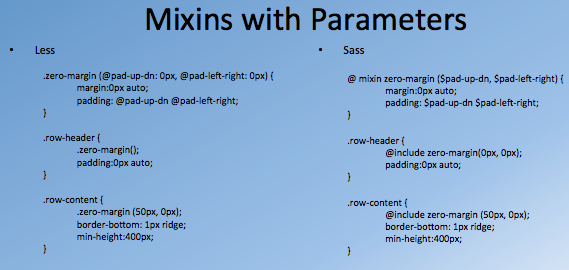 Mixins with Parameters
• Less
.zero-margin (@pad-up-dn: 0px, @pad-left-right: 0px) {
margin:0px auto;
padding: @pad-up-dn @pad-left-right;
}
.row-header {
.zero-margin();
padding:0px auto;
}
.row-content {
.zero-margin (50px, 0px);
border-bottom: 1px ridge;
min-height:400px;
}
• Sass
@ mixin zero-margin ($pad-up-dn, $pad-left-right) {
margin:0px auto;
padding: $pad-up-dn $pad-left-right;
}
.row-header {
@include zero-margin(0px, 0px);
padding:0px auto;
}
.row-content {
@include zero-margin (50px, 0px);
border-bottom: 1px ridge;
min-height:400px;
}